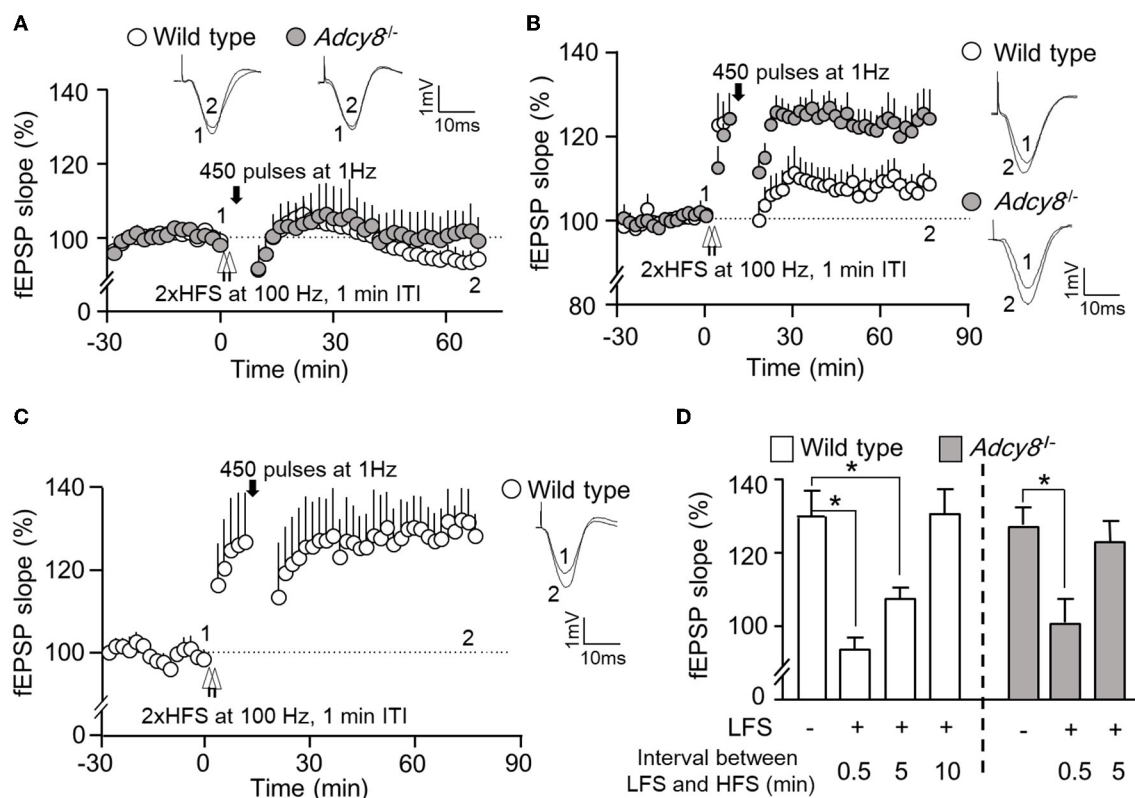 A
Wild type
Adcy8-/-
fEPSP slope (%)
140
120
100
0
2
1
2
1
1mV
10ms
450 pulses at 1Hz
1
2xHFS at 100 Hz, 1 min ITI
2
-30
0
30
60
Time (min)
B
Wild type
Adcy8-/-
fEPSP slope (%)
140
120
100
80
450 pulses at 1Hz
1
2xHFS at 100 Hz, 1 min ITI
2
1
2
1
2
1mV
10ms
-30
0
30
60
90
Time (min)
C
Wild type
fEPSP slope (%)
140
120
100
0
450 pulses at 1Hz
1
2
2xHFS at 100 Hz, 1 min ITI
1
2
1mV
10ms
-30
0
30
60
90
Time (min)
D
Wild type
Adcy8-/-
fEPSP slope (%)
140
120
100
0
*
*
*
LFS - + + + - + +
Interval between
LFS and HFS (min) 0.5 5 10 0.5 5